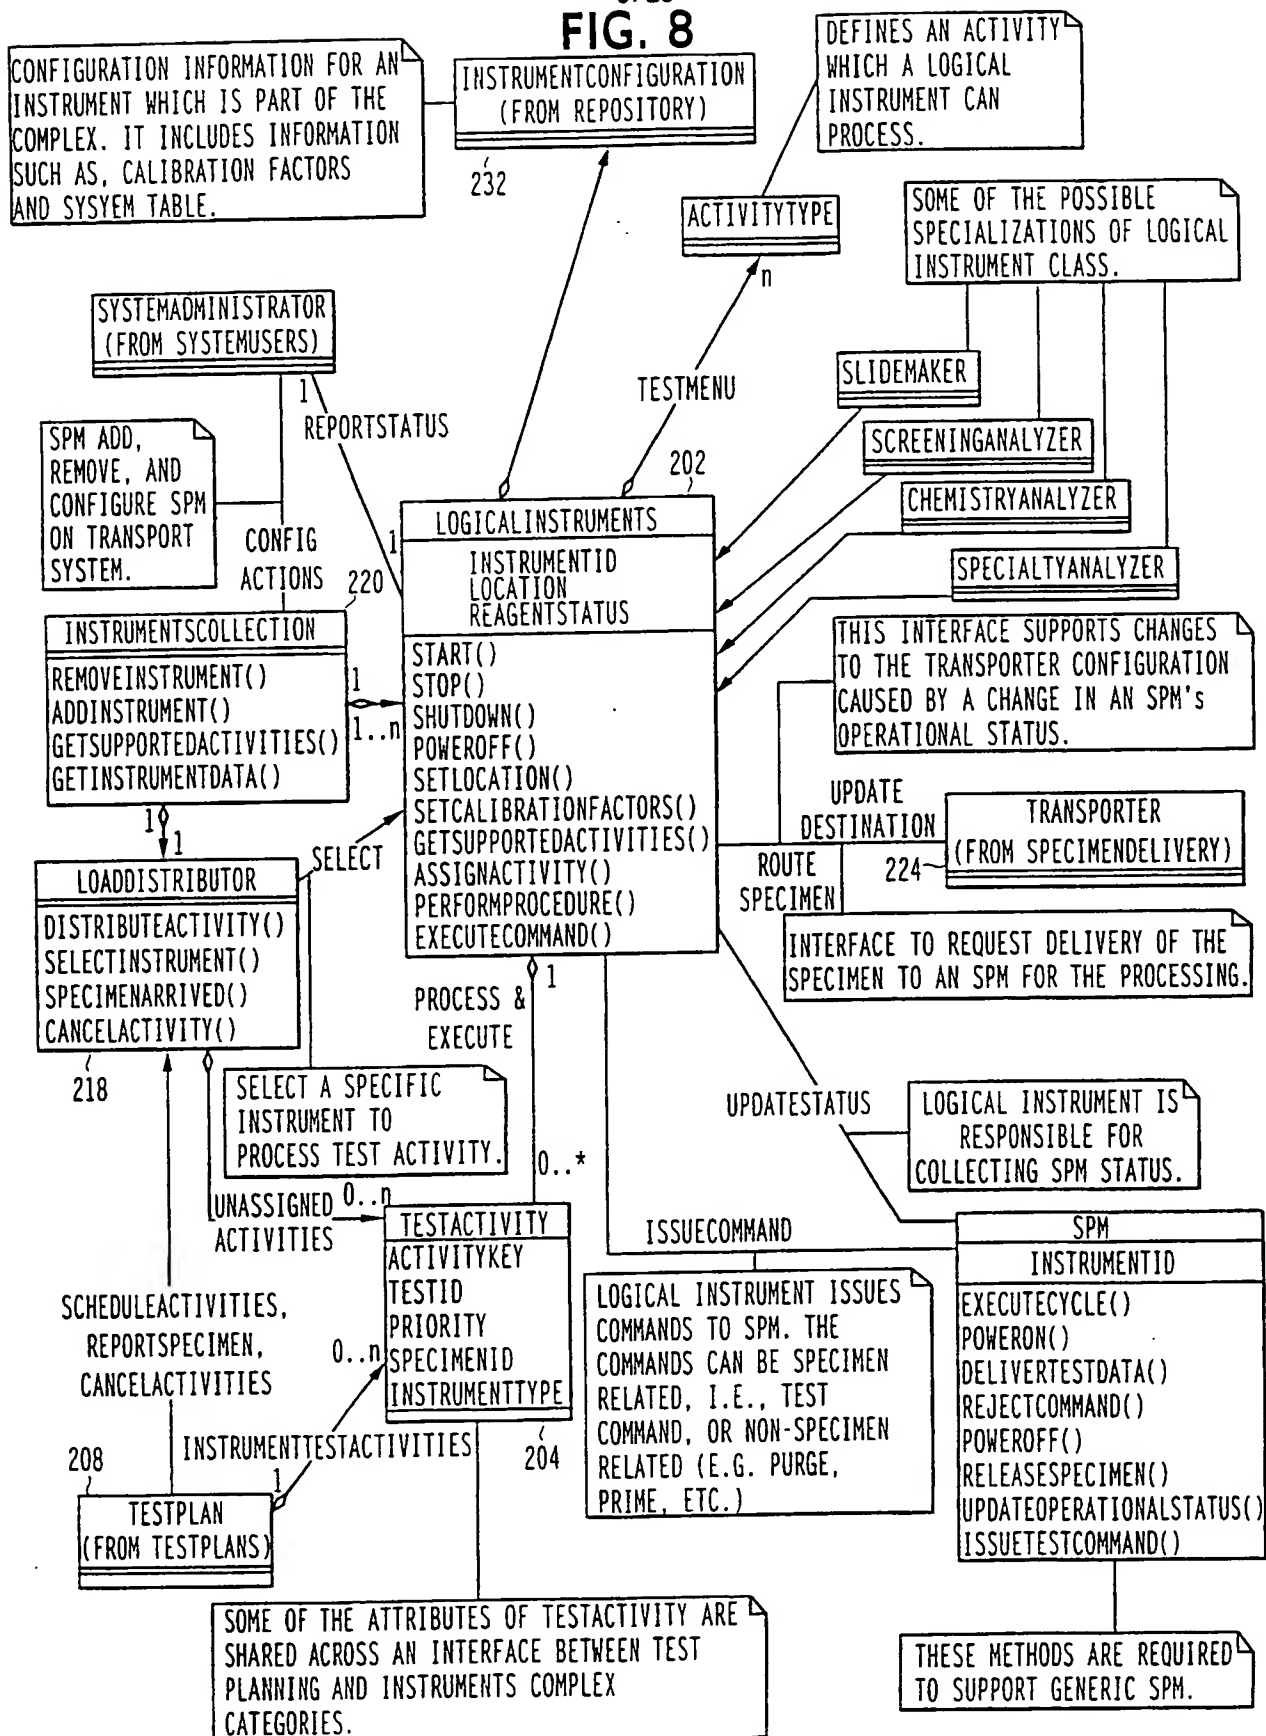 FIG. 8
CONFIGURATION INFORMATION FOR AN
INSTRUMENT WHICH IS PART OF THE
COMPLEX. IT INCLUDES INFORMATION
SUCH AS, CALIBRATION FACTORS
AND SYSYEM TABLE.
INSTRUMENTCONFIGURATION
(FROM REPOSITORY)
232
DEFINES AN ACTIVITY
WHICH A LOGICAL
INSTRUMENT CAN
PROCESS.
ACTIVITYTYPE
n
SOME OF THE POSSIBLE
SPECIALIZATIONS OF LOGICAL
INSTRUMENT CLASS.
SYSTEMADMINISTRATOR
(FROM SYSTEMUSERS)
1
REPORTSTATUS
TESTMENU
SLIDEMAKER
SCREENINGANALYZER
CHEMISTRYANALYZER
SPECIALTYANALYZER
SPM ADD,
REMOVE, AND
CONFIGURE SPM
ON TRANSPORT
SYSTEM.
CONFIG
ACTIONS
220
202
1
LOGICALINSTRUMENTS
INSTRUMENTID
LOCATION
REAGENTSTATUS
START()
STOP()
SHUTDOWN()
POWEROFF()
SETLOCATION()
SETCALIBRATIONFACTORS()
GETSUPPORTEDACTIVITIES()
ASSIGNACTIVITY()
PERFORMPROCEDURE()
EXECUTECOMMAND()
INSTRUMENTSCOLLECTION
REMOVEINSTRUMENT()
ADDINSTRUMENT()
GETSUPPORTEDACTIVITIES()
GETINSTRUMENTDATA()
1
1..n
1
1
SELECT
THIS INTERFACE SUPPORTS CHANGES
TO THE TRANSPORTER CONFIGURATION
CAUSED BY A CHANGE IN AN SPM's
OPERATIONAL STATUS.
UPDATE
DESTINATION
TRANSPORTER
(FROM SPECIMENDELIVERY)
224
ROUTE
SPECIMEN
INTERFACE TO REQUEST DELIVERY OF THE
SPECIMEN TO AN SPM FOR THE PROCESSING.
LOADDISTRIBUTOR
DISTRIBUTEACTIVITY()
SELECTINSTRUMENT()
SPECIMENARRIVED()
CANCELACTIVITY()
218
PROCESS &
EXECUTE
1
0..*
SELECT A SPECIFIC
INSTRUMENT TO
PROCESS TEST ACTIVITY.
UPDATESTATUS
LOGICAL INSTRUMENT IS
RESPONSIBLE FOR
COLLECTING SPM STATUS.
UNASSIGNED
ACTIVITIES
0..n
TESTACTIVITY
ACTIVITYKEY
TESTID
PRIORITY
SPECIMENID
INSTRUMENTTYPE
204
ISSUECOMMAND
LOGICAL INSTRUMENT ISSUES
COMMANDS TO SPM. THE
COMMANDS CAN BE SPECIMEN
RELATED, I.E., TEST
COMMAND, OR NON-SPECIMEN
RELATED (E.G. PURGE,
PRIME, ETC.)
SPM
INSTRUMENTID
EXECUTECYCLE()
POWERON()
DELIVERTESTDATA()
REJECTCOMMAND()
POWEROFF()
RELEASESPECIMEN()
UPDATEOPERATIONALSTATUS()
ISSUETESTCOMMAND()
SCHEDULEACTIVITIES,
REPORTSPECIMEN,
CANCELACTIVITIES
0..n
INSTRUMENTTESTACTIVITIES
1
208
TESTPLAN
(FROM TESTPLANS)
SOME OF THE ATTRIBUTES OF TESTACTIVITY ARE
SHARED ACROSS AN INTERFACE BETWEEN TEST
PLANNING AND INSTRUMENTS COMPLEX
CATEGORIES.
THESE METHODS ARE REQUIRED
TO SUPPORT GENERIC SPM.